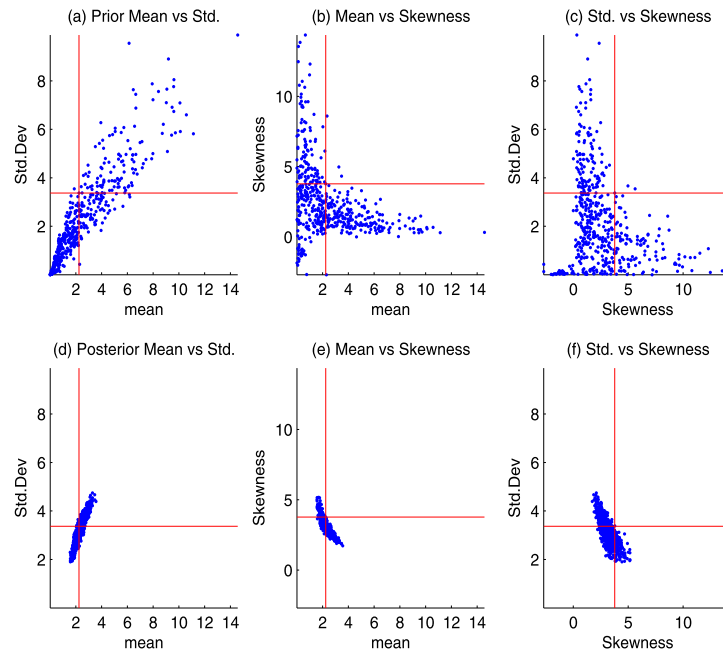 (a) Prior Mean vs Std.
8
6
4
2
Std.Dev
2 4 6 8 10 12 14
mean
(b) Mean vs Skewness
10
5
0
Skewness
2 4 6 8 10 12 14
mean
(c) Std. vs Skewness
8
6
4
2
Std.Dev
0 5 10
Skewness
(d) Posterior Mean vs Std.
8
6
4
2
Std.Dev
2 4 6 8 10 12 14
mean
(e) Mean vs Skewness
10
5
0
Skewness
2 4 6 8 10 12 14
mean
(f) Std. vs Skewness
8
6
4
2
Std.Dev
0 5 10
Skewness